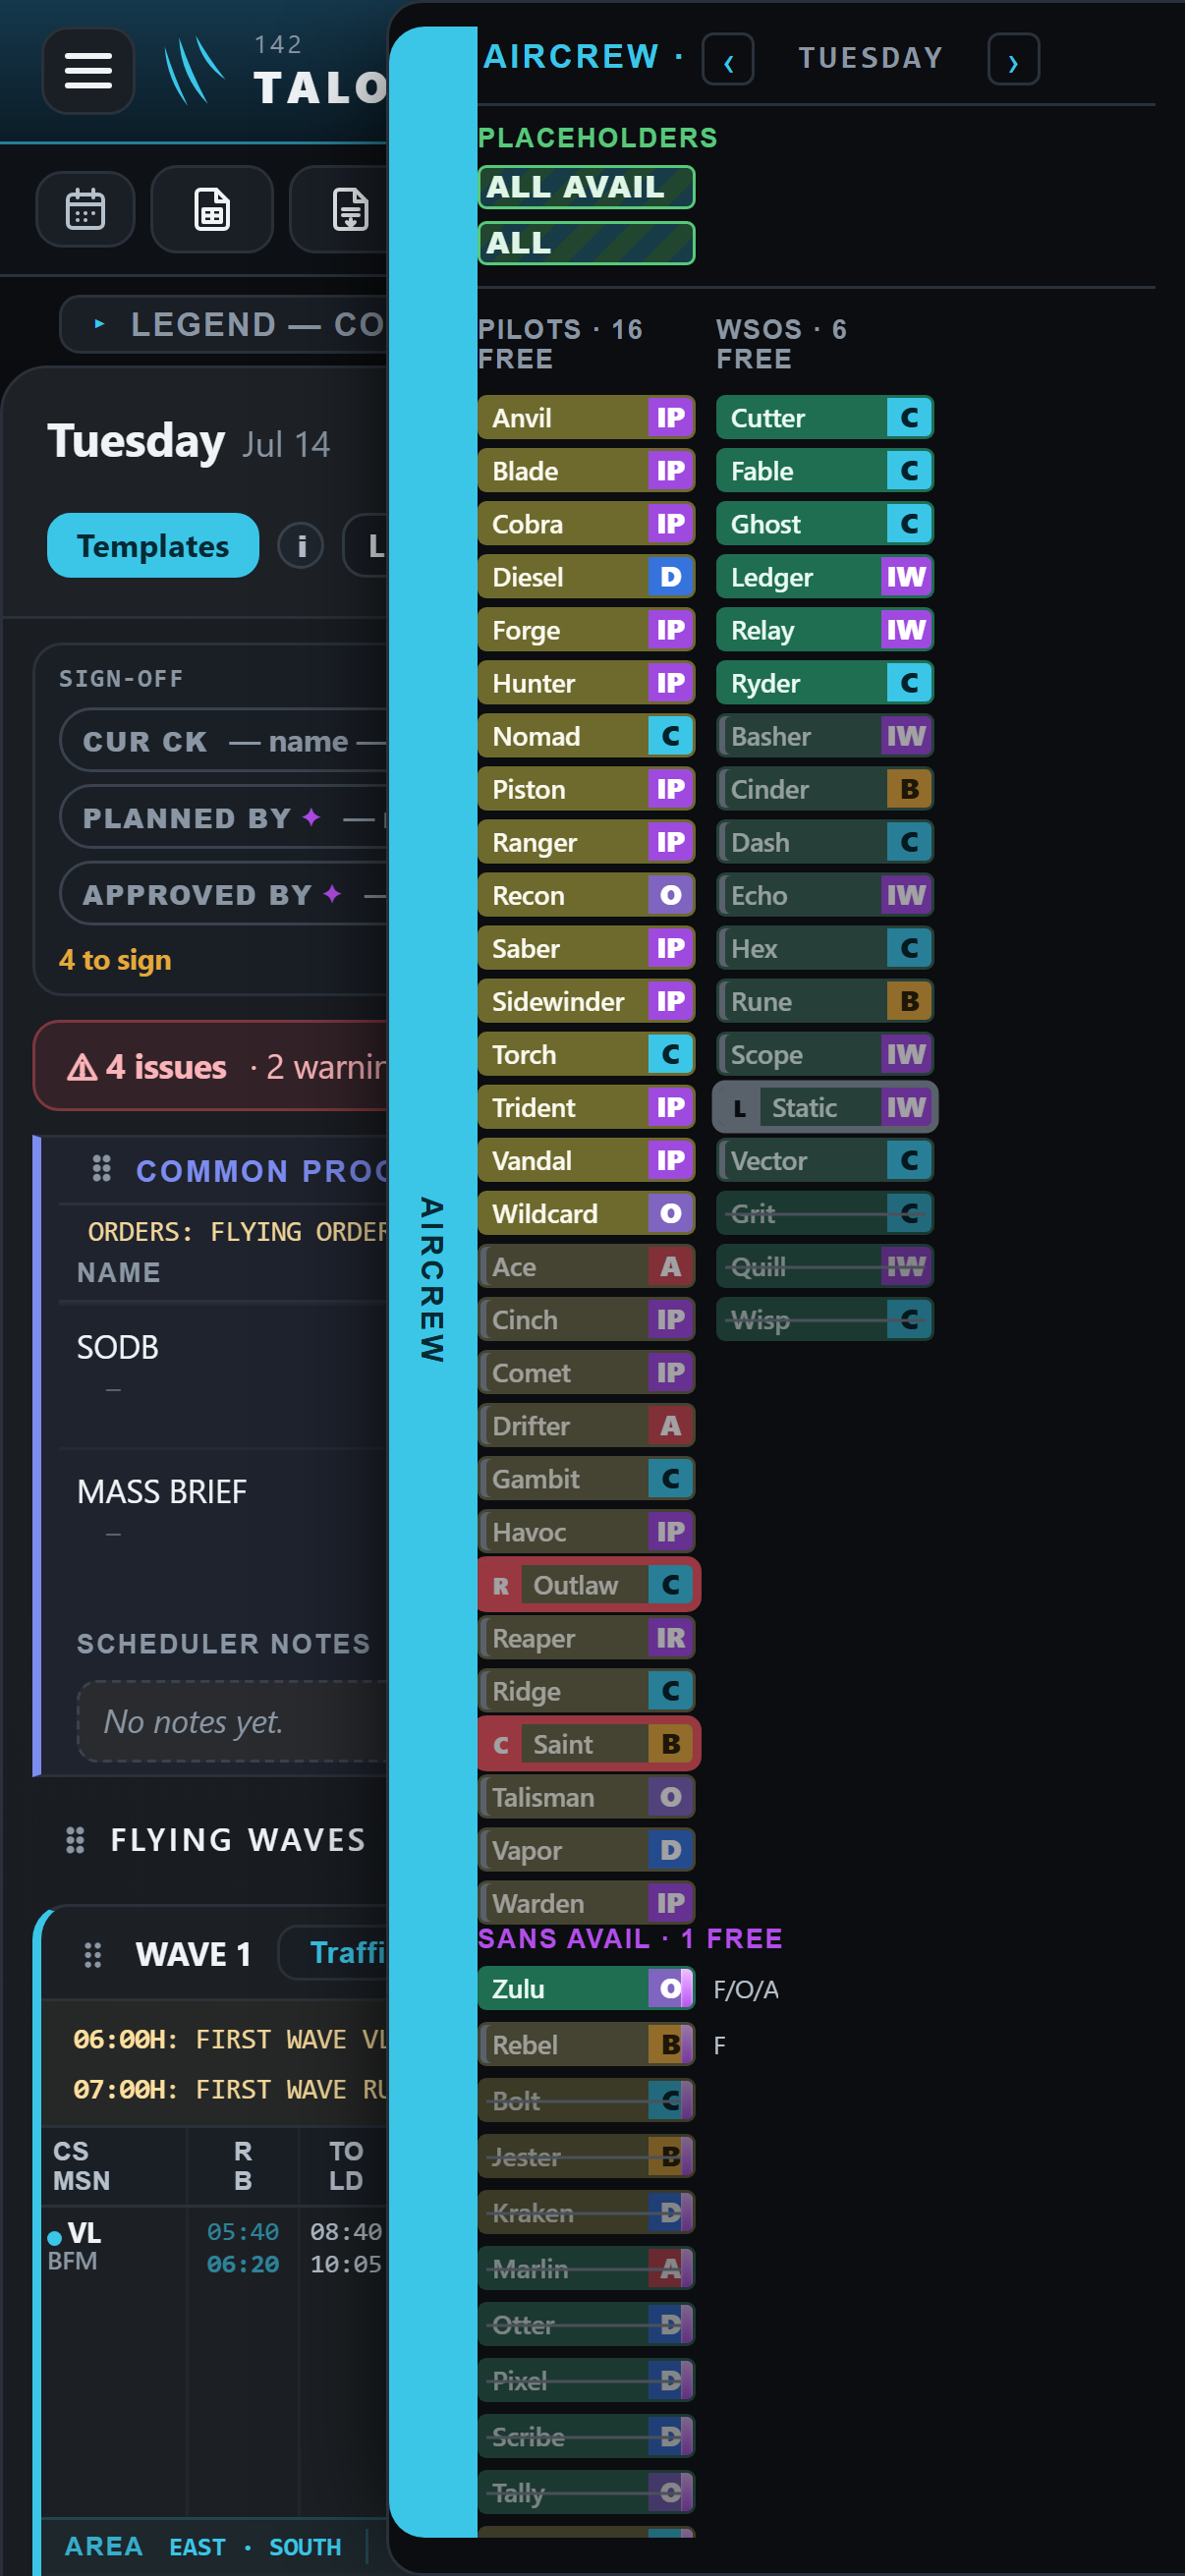 142
TALO
AIRCREW · ‹ TUESDAY ›
PLACEHOLDERS
ALL AVAIL
ALL
LEGEND — CO
PILOTS · 16 FREE
WSOS · 6 FREE
Tuesday Jul 14
Templates i L
SIGN-OFF
CUR CK — name —
PLANNED BY ✦ —
APPROVED BY ✦ —
4 to sign
⚠ 4 issues · 2 warnin
COMMON PROC
ORDERS: FLYING ORDER
NAME
SODB
—
MASS BRIEF
—
SCHEDULER NOTES
No notes yet.
FLYING WAVES
WAVE 1 Traffi
06:00H: FIRST WAVE VL
07:00H: FIRST WAVE RU
CS R TO
MSN B LD
VL 05:40 08:40
BFM 06:20 10:05
AREA EAST · SOUTH
AIRCREW
Anvil IP
Blade IP
Cobra IP
Diesel D
Forge IP
Hunter IP
Nomad C
Piston IP
Ranger IP
Recon O
Saber IP
Sidewinder IP
Torch C
Trident IP
Vandal IP
Wildcard O
Ace A
Cinch IP
Comet IP
Drifter A
Gambit C
Havoc IP
R Outlaw C
Reaper IR
Ridge C
C Saint B
Talisman O
Vapor D
Warden IP
Cutter C
Fable C
Ghost C
Ledger IW
Relay IW
Ryder C
Basher IW
Cinder B
Dash C
Echo IW
Hex C
Rune B
Scope IW
L Static IW
Vector C
Grit C
Quill IW
Wisp C
SANS AVAIL · 1 FREE
Zulu O F/O/A
Rebel B F
Bolt C
Jester B
Kraken D
Marlin A
Otter D
Pixel D
Scribe D
Tally O